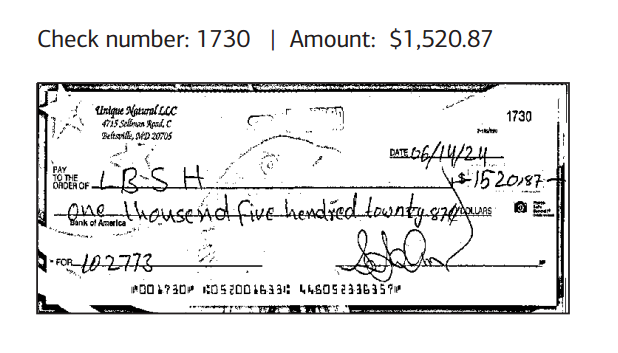 Check number: 1730 | Amount: $1,520.87
Unique Natural LLC
4715 Sellman Road, C
Beltsville, MD 20705
1730
DATE 06/14/24
PAY
TO THE
ORDER OF LBSH
$1520,87
one thousend five hendred townty 87/ DOLLARS
Bank of America
FOR 102773
⑈001730⑈ ⑆052001633⑆ 446052336357⑈